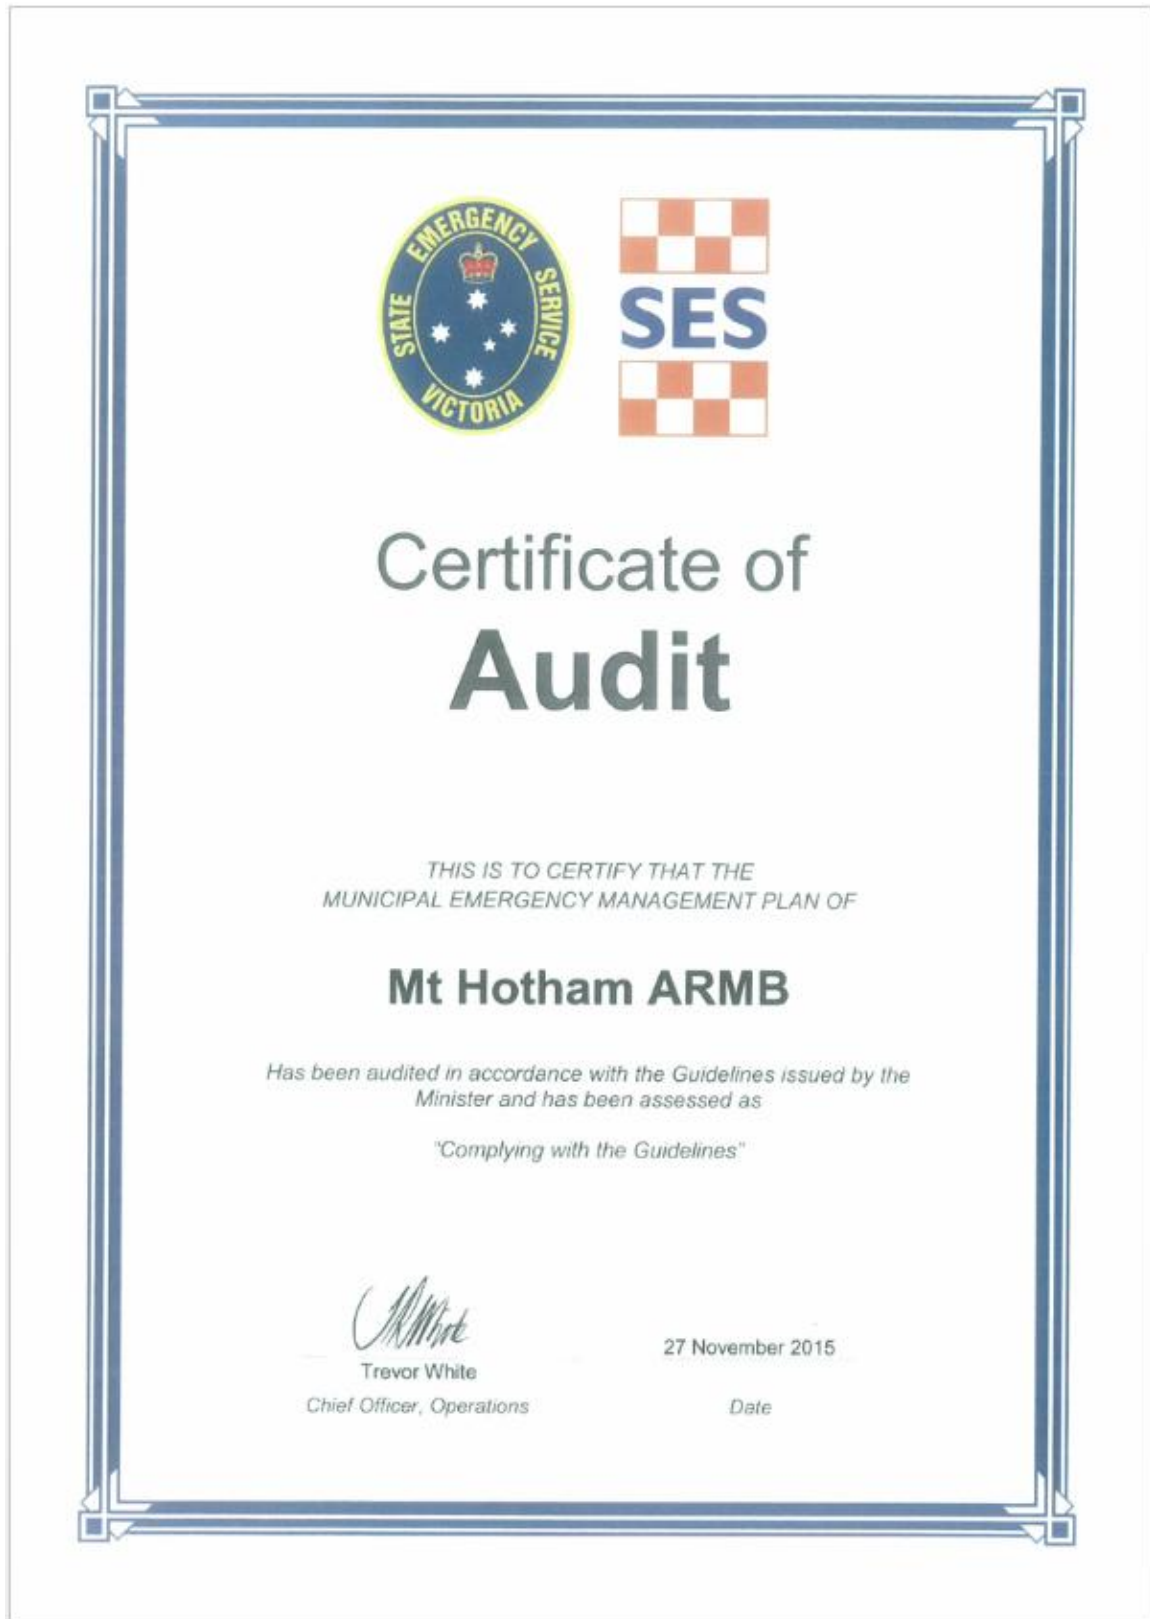 STATE EMERGENCY SERVICE
VICTORIA
SES
Certificate of
Audit
THIS IS TO CERTIFY THAT THE
MUNICIPAL EMERGENCY MANAGEMENT PLAN OF
Mt Hotham ARMB
Has been audited in accordance with the Guidelines issued by the
Minister and has been assessed as
"Complying with the Guidelines"
Trevor White
27 November 2015
Chief Officer, Operations
Date